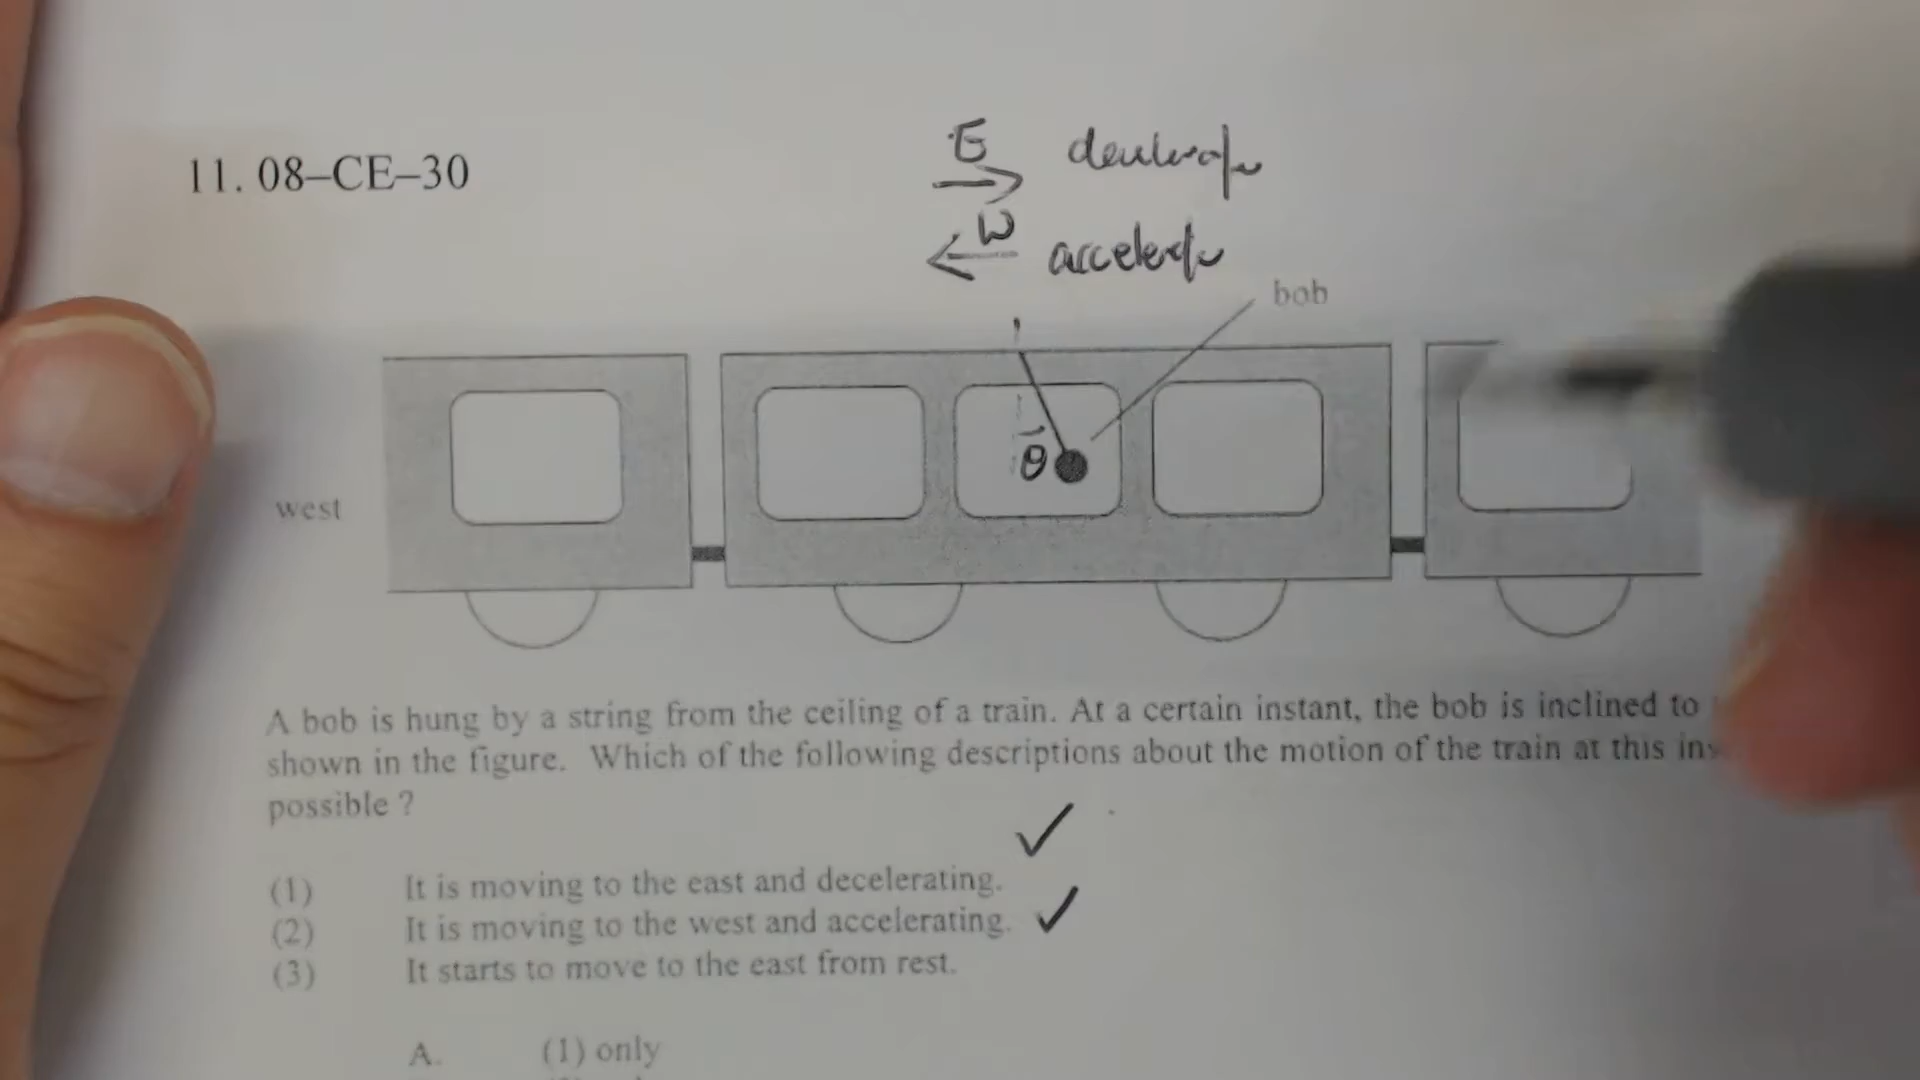 11. 08–CE–30
E
W
bob
θ
west
A bob is hung by a string from the ceiling of a train. At a certain instant, the bob is inclined to
shown in the figure. Which of the following descriptions about the motion of the train at this ins
possible ?
(1) It is moving to the east and decelerating.
(2) It is moving to the west and accelerating.
(3) It starts to move to the east from rest.
A. (1) only